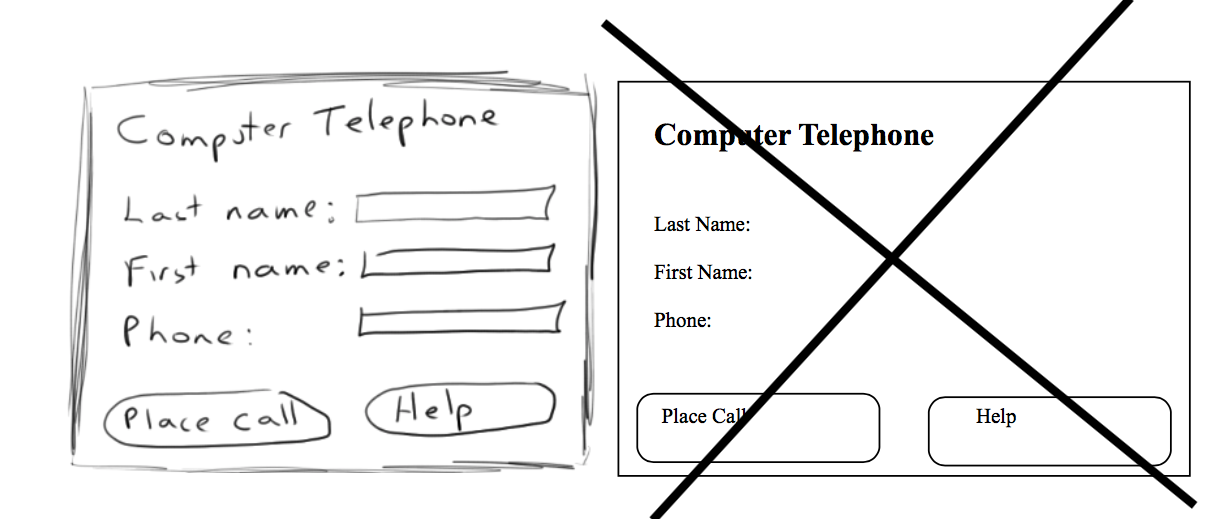 Computer Telephone
Last name:
First name:
Phone:
Place call
Help
Computer Telephone
Last Name:
First Name:
Phone:
Place Call
Help